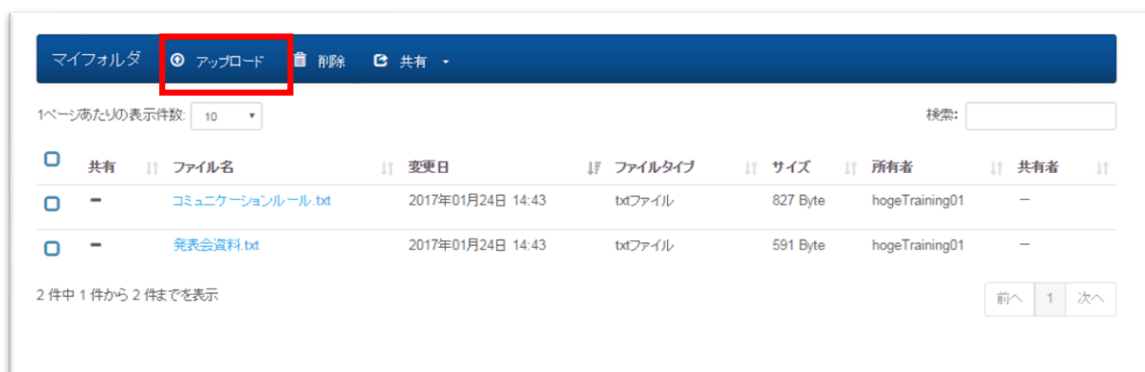 マイフォルダ アップロード 削除 共有
1ページあたりの表示件数: 10 検索:
共有 ファイル名 変更日 ファイルタイプ サイズ 所有者 共有者
コミュニケーションルール.txt 2017年01月24日 14:43 txtファイル 827 Byte hogeTraining01 ー
発表会資料.txt 2017年01月24日 14:43 txtファイル 591 Byte hogeTraining01 ー
2 件中 1 件から 2 件までを表示 前へ 1 次へ